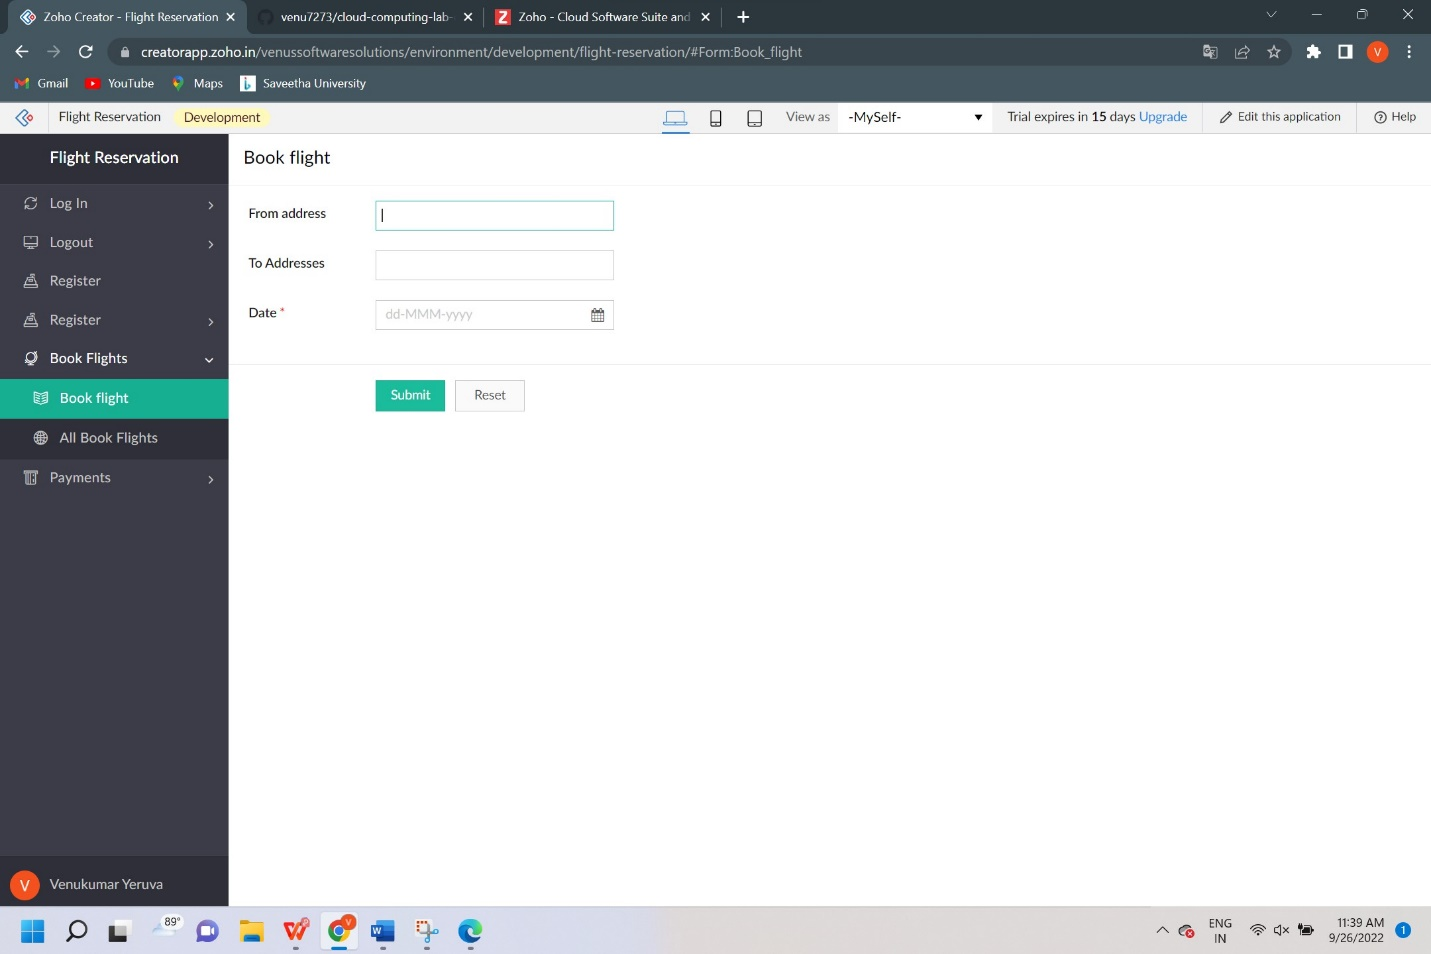 Zoho Creator - Flight Reservation
venu7273/cloud-computing-lab-
Zoho - Cloud Software Suite and
creatorapp.zoho.in/venussoftwaresolutions/environment/development/flight-reservation/#Form:Book_flight
V
Gmail
YouTube
Maps
Saveetha University
Flight Reservation
Development
View as
-MySelf-
Trial expires in 15 days Upgrade
Edit this application
Help
Flight Reservation
Log In
Logout
Register
Register
Book Flights
Book flight
All Book Flights
Payments
V
Venukumar Yeruva
Book flight
From address
To Addresses
Date *
dd-MMM-yyyy
Submit
Reset
89°
ENG
IN
11:39 AM
9/26/2022
1